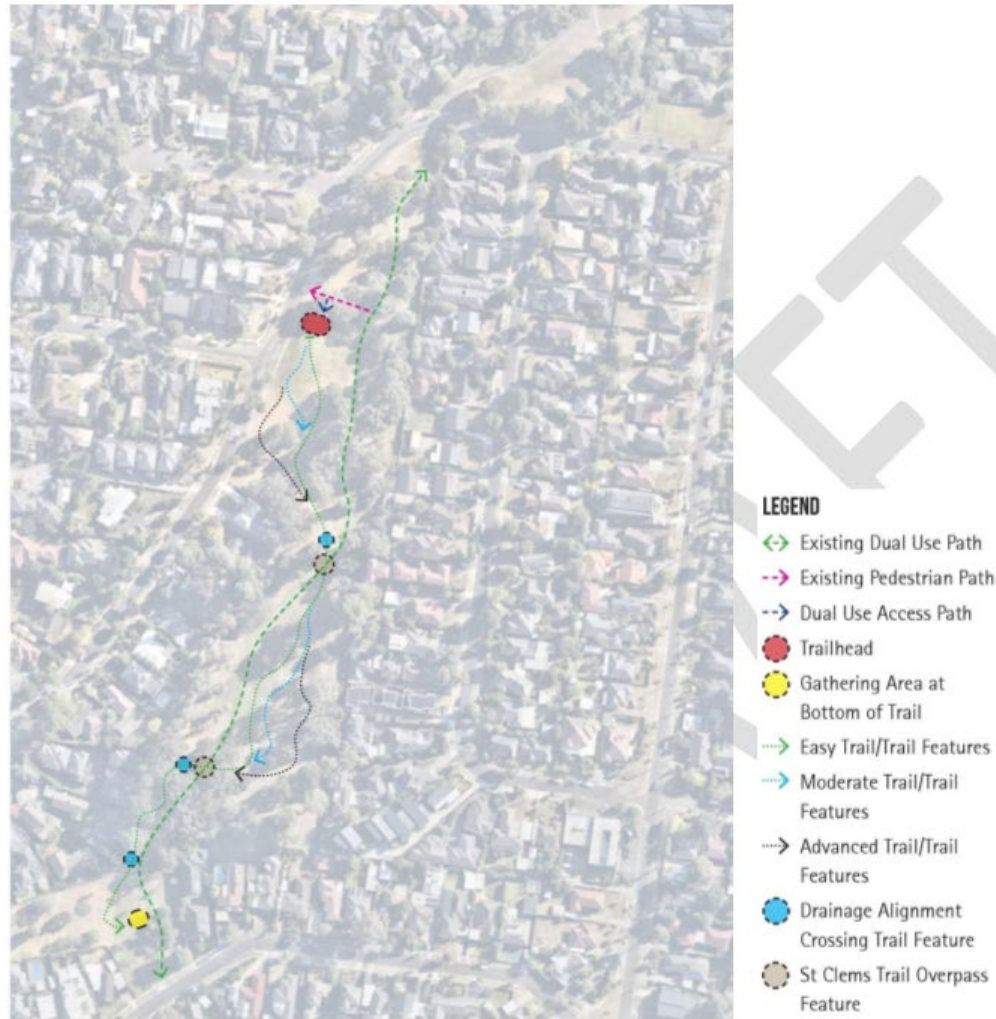 LEGEND
Existing Dual Use Path
Existing Pedestrian Path
Dual Use Access Path
Trailhead
Gathering Area at
Bottom of Trail
Easy Trail/Trail Features
Moderate Trail/Trail
Features
Advanced Trail/Trail
Features
Drainage Alignment
Crossing Trail Feature
St Clems Trail Overpass
Feature